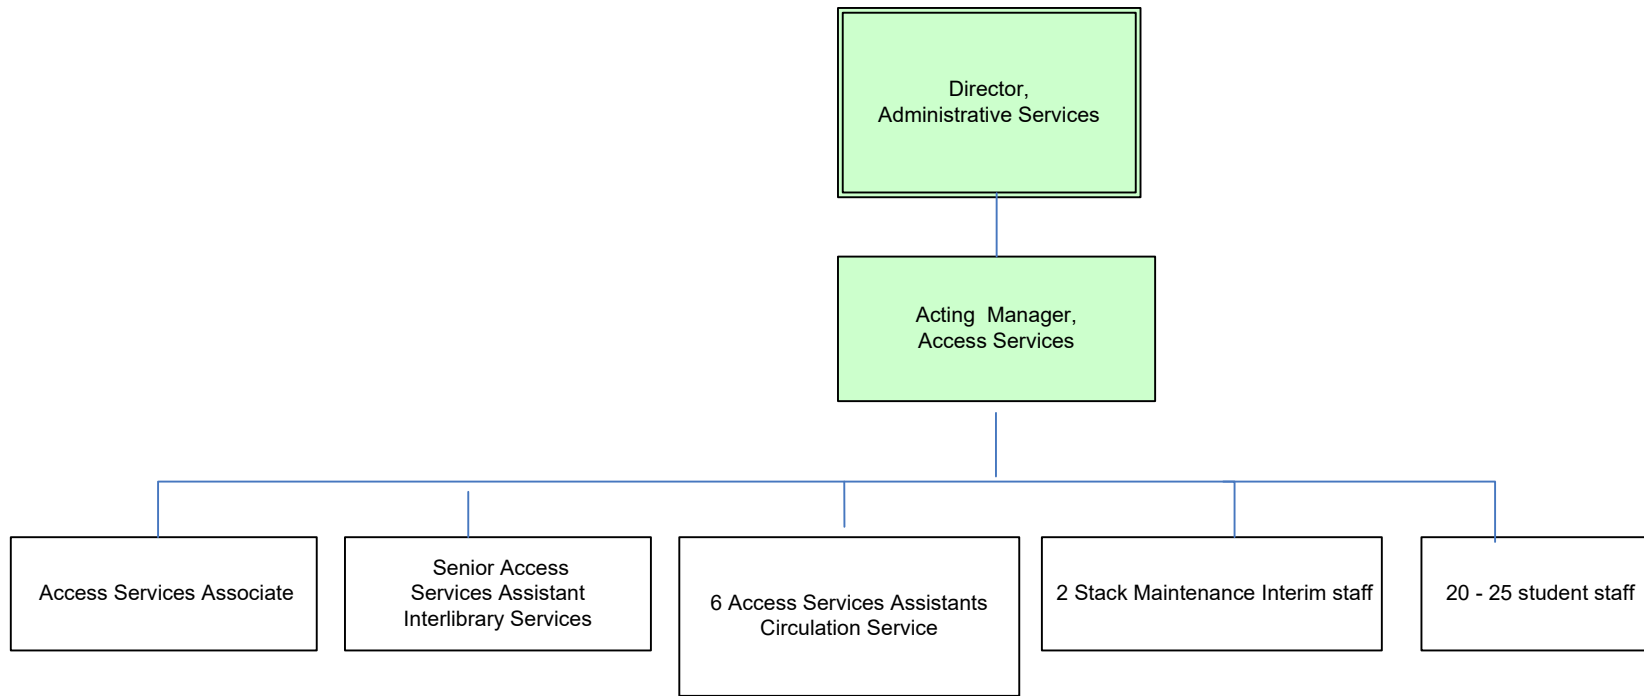 Director,
Administrative Services
Acting  Manager,
Access Services
Access Services Associate
Senior Access
Services Assistant
Interlibrary Services
6 Access Services Assistants
Circulation Service
2 Stack Maintenance Interim staff
20 - 25 student staff